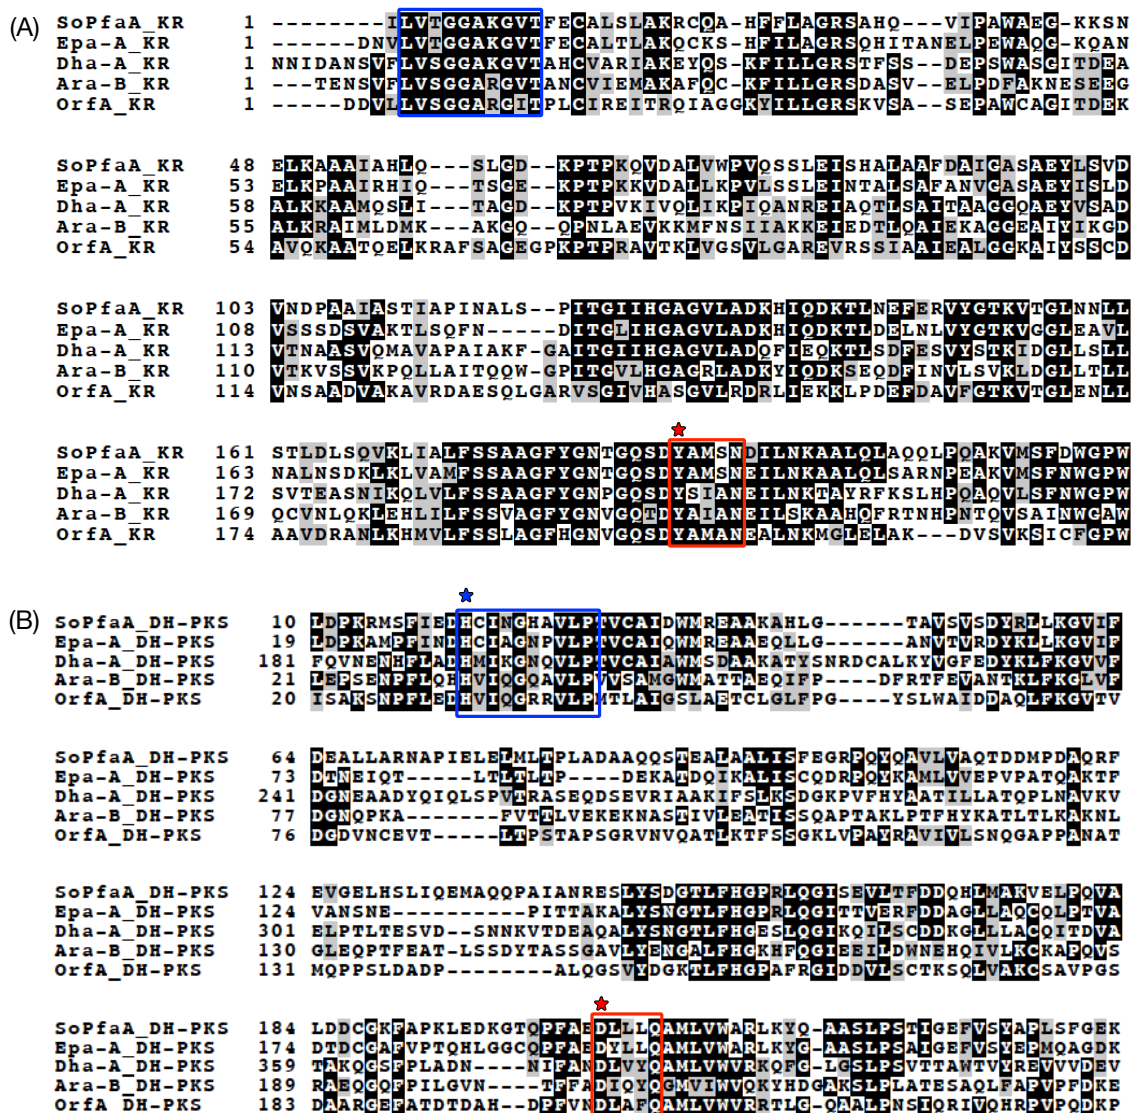 (A)
SoPfaA_KR 1 --------ILVTGGAKGVTFECALSLAKRCQA-HFFLAGRSAHQ---VIPAWAEG-KKSN
Epa-A_KR 1 ------DNVLVTGGAKGVTFECALTLAKQCKS-HFILAGRSQHITANELPEWAQG-KQAN
Dha-A_KR 1 NNIDANSVFLVSGGAKGVTAHCVARIAKEYQS-KFILLGRSTFSS--DEPSWASGITDEA
Ara-B_KR 1 ---TENSVFLVSGGARGVTANCVIEMAKAFQC-KFILLGRSDASV--ELPDFAKNESEEG
OrfA_KR 1 -----DDVLLVSGGARGITPLCIREITRQIAGGKYILLGRSKVSA--SEPAWCAGITDEK
SoPfaA_KR 48 ELKAAAIAHLQ---SLGD--KPTPKQVDALVWPVQSSLEISHALAAFDAIGASAEYLSVD
Epa-A_KR 53 ELKPAAIRHIQ---TSGE--KPTPKKVDALLKPVLSSLEINTALSAFANVGASAEYISLD
Dha-A_KR 58 ALKKAAMQSLI---TAGD--KPTPVKIVQLIKPIQANREIAQTLSAITAAGGQAEYVSAD
Ara-B_KR 55 ALKRAIMLDMK---AKGQ--QPNLAEVKKMFNSIIAKKEIEDTLQAIEKAGGEAIYIKGD
OrfA_KR 54 AVQKAATQELKRAFSAGEGPKPTPRAVTKLVGSVLGAREVRSSIAAIEALGGKAIYSSCD
SoPfaA_KR 103 VNDPAAIASTIAPINALS--PITGIIHGAGVLADKHIQDKTLNEFERVYGTKVTGLNNLL
Epa-A_KR 108 VSSSDSVAKTLSQFN-----DITGLIHGAGVLADKHIQDKTLDELNLVYGTKVGGLEAVL
Dha-A_KR 113 VTNAASVQMAVAPAIAKF-GAITGIIHGAGVLADQFIEQKTLSDFESVYSTKIDGLLSLL
Ara-B_KR 110 VTKVSSVKPQLLAITQQW-GPITGVLHGAGRLADKYIQDKSEQDFINVLSVKLDGLLTLL
OrfA_KR 114 VNSAADVAKAVRDAESQLGARVSGIVHASGVLRDRLIEKKLPDEFDAVFGTKVTGLENLL
SoPfaA_KR 161 STLDLSQVKLIALFSSAAGFYGNTGQSDYAMSNDILNKAALQLAQQLPQAKVMSFDWGPW
Epa-A_KR 163 NALNSDKLKLVAMFSSAAGFYGNTGQSDYAMSNEILNKAALQLSARNPEAKVMSFNWGPW
Dha-A_KR 172 SVTEASNIKQLVLFSSAAGFYGNPGQSDYSIANEILNKTAYRFKSLHPQAQVLSFNWGPW
Ara-B_KR 169 QCVNLQKLEHLILFSSVAGFYGNVGQTDYAIANEILSKAAHQFRTNHPNTQVSAINWGAW
OrfA_KR 174 AAVDRANLKHMVLFSSLAGFHGNVGQSDYAMANEALNKMGLELAK---DVSVKSICFGPW
(B)
SoPfaA_DH-PKS 10 LDPKRMSFIEDHCINGHAVLPTVCAIDWMREAAKAHLG------TAVSVSDYRLLKGVIF
Epa-A_DH-PKS 19 LDPKAMPFINDHCIAGNPVLPTVCAIQWMREAAEQLLG------ANVTVRDYKLLKGVIF
Dha-A_DH-PKS 181 FQVNENHFLADHMIKGNQVLPTVCAIAWMSDAAKATYSNRDCALKYVGFEDYKLFKGVVF
Ara-B_DH-PKS 21 LEPSENPFLQHHVIQGQAVLPVVSAMGWMATTAEQIFP----DFRTFEVANTKLFKGLVF
OrfA_DH-PKS 20 ISAKSNPFLEDHVIQGRRVLPMTLAIGSLAETCLGLFPG----YSLWAIDDAQLFKGVTV
SoPfaA_DH-PKS 64 DEALLARNAPIELELMLTPLADAAQQSTEALAALISFEGRPQYQAVLVAQTDDMPDAQRF
Epa-A_DH-PKS 73 DTNEIQT-----LTLTLTP----DEKATDQIKALISCQDRPQYKAMLVVEPVPATQAKTF
Dha-A_DH-PKS 241 DGNEAADYQIQLSPVTRASEQDSEVRIAAKIFSLKSDGKPVFHYAATIILATQPLNAVKV
Ara-B_DH-PKS 77 DGNQPKA-------FVTTLVEKEKNASTIVLEATISSQAPTAKLPTFHYKATLTLKAKNL
OrfA_DH-PKS 76 DGDVNCEVT-----LTPSTAPSGRVNVQATLKTFSSGKLVPAYRAVIVLSNQGAPPANAT
SoPfaA_DH-PKS 124 EVGELHSLIQEMAQQPAIANRESLYSDGTLFHGPRLQGISEVLTFDDQHLMAKVELPQVA
Epa-A_DH-PKS 124 VANSNE----------PITTAKALYSNGTLFHGPRLQGITTVERFDDAGLLAQCQLPTVA
Dha-A_DH-PKS 301 ELPTLTESVD--SNNKVTDEAQALYSNGTLFHGESLQGIKQILSCDDKGLLLACQITDVA
Ara-B_DH-PKS 130 GLEQPTFEAT-LSSDYTASSGAVLYENGALFHGKHFQGIEEILDWNEHQIVLKCKAPQVS
OrfA_DH-PKS 131 MQPPSLDADP--------ALQGSVYDGKTLFHGPAFRGIDDVLSCTKSQLVAKCSAVPGS
SoPfaA_DH-PKS 184 LDDCGKFAPKLEDKGTQPFAEDLLLQAMLVWARLKYQ-AASLPSTIGEFVSYAPLSFGEK
Epa-A_DH-PKS 174 DTDCGAFVPTQHLGGCQPFAEDYLLQAMLVWARLKYG-AASLPSAIGEFVSYEPMQAGDK
Dha-A_DH-PKS 359 TAKQGSFPLADN----NIFANDLVYQAMLVWVRKQFG-LGSLPSVTTAWTVYREVVVDEV
Ara-B_DH-PKS 189 RAEQGQFPILGVN---TFFADIQYQGMVIWVQKYHDGAKSLPLATESAQLFAPVPFDKE
OrfA DH-PKS 183 DAARGEFATDTDAH--DPFVNDLAFQAMLVWVRRTLG-QAALPNSIQRIVQHRPVPQDKP